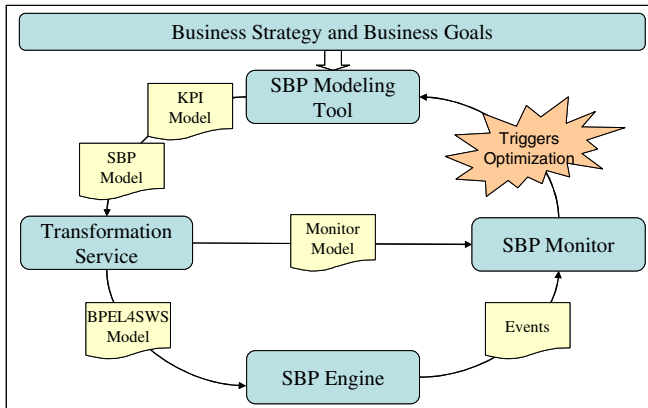 Business Strategy and Business Goals
SBP Modeling
Tool
KPI
Model
Triggers
Optimization
SBP
Model
Transformation
Service
Monitor
Model
SBP Monitor
BPEL4SWS
Model
Events
SBP Engine